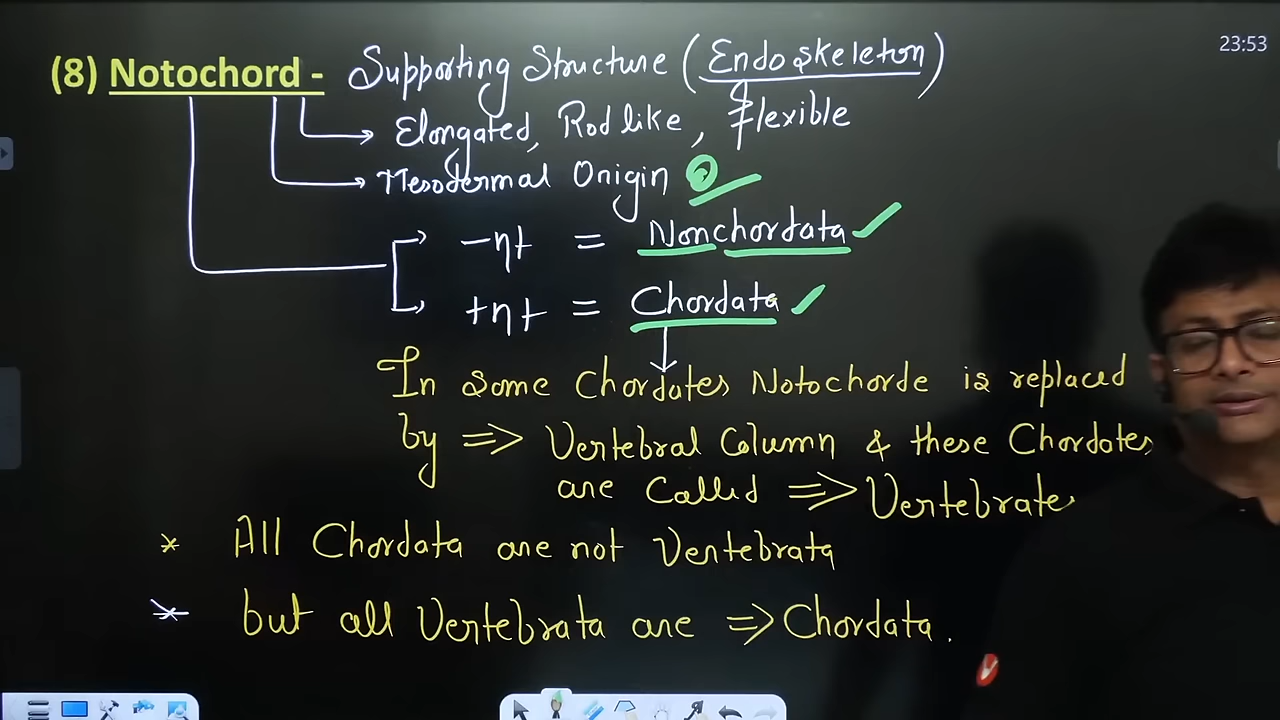 (8) Notochord - Supporting Structure (Endoskeleton)
23:53
Elongated, Rod like, flexible
Mesodermal Origin
-nt = Nonchordata ✓
+nt = Chordata ✓
In some Chordates Notochorde is replaced
by ⇒ Vertebral Column & these Chordates
are Called ⇒ Vertebrates
* All Chordata are not Vertebrata
* but all Vertebrata are ⇒ Chordata.